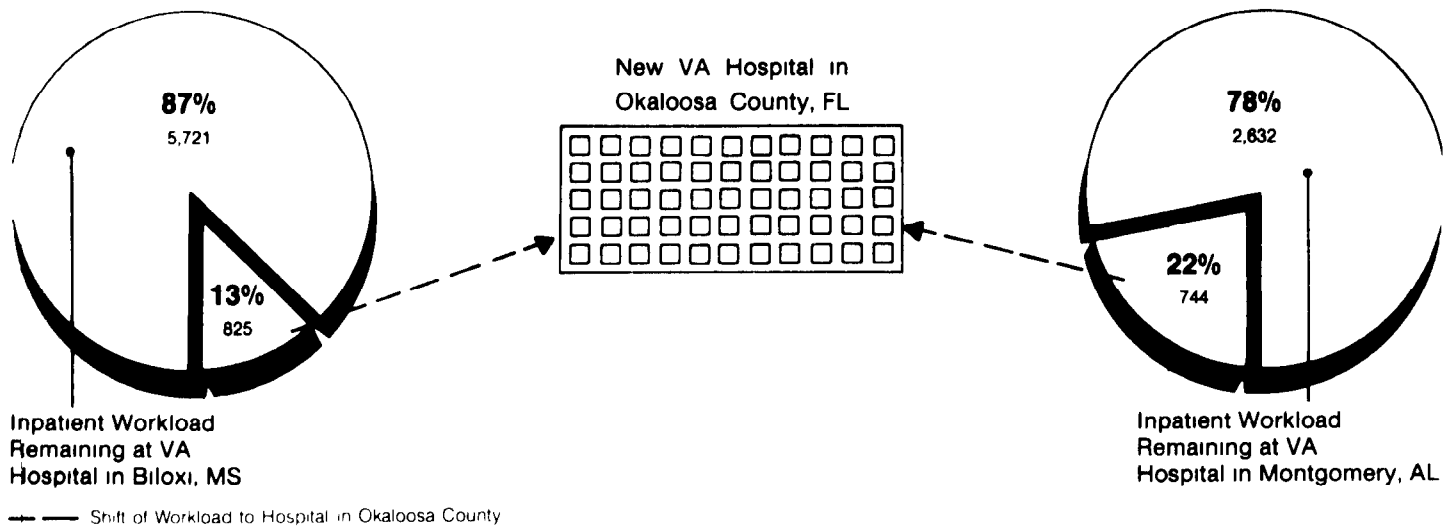 87%
5,721
13%
825
Inpatient Workload
Remaining at VA
Hospital in Biloxi, MS
New VA Hospital in
Okaloosa County, FL
78%
2,632
22%
744
Inpatient Workload
Remaining at VA
Hospital in Montgomery, AL
Shift of Workload to Hospital in Okaloosa County